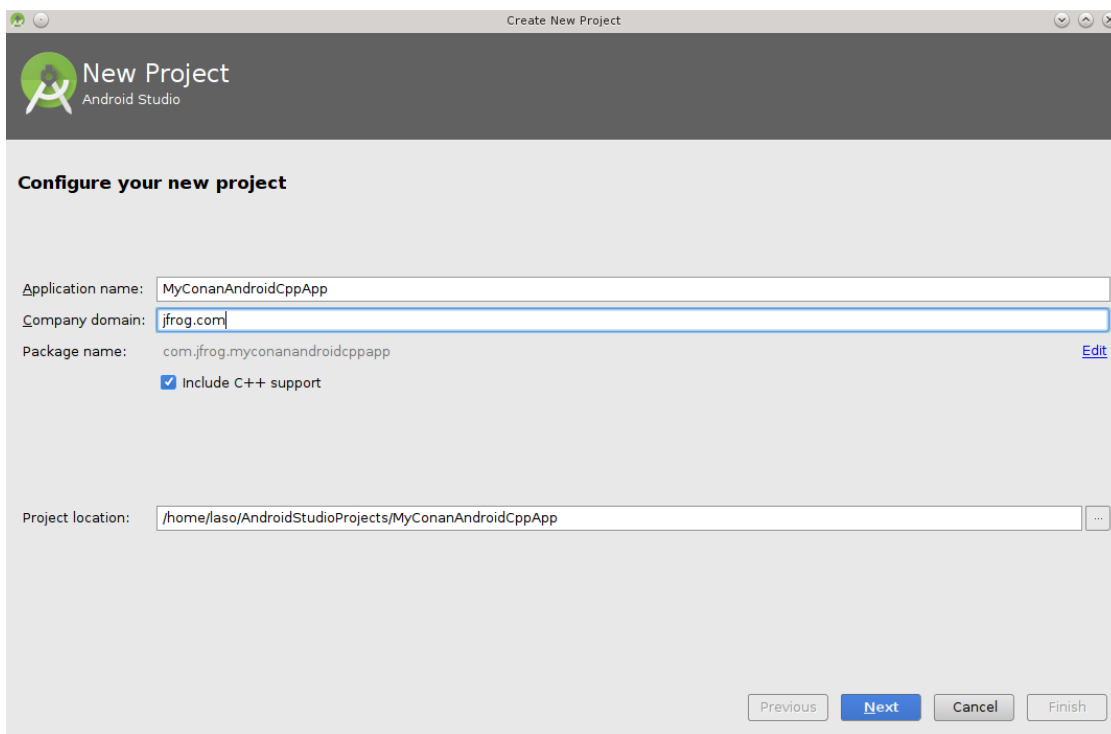 Create New Project
New Project
Android Studio
Configure your new project
Application name: MyConanAndroidCppApp
Company domain: jfrog.com
Package name: com.jfrog.myconanandroidcppapp Edit
Include C++ support
Project location: /home/laso/AndroidStudioProjects/MyConanAndroidCppApp ...
Previous Next Cancel Finish